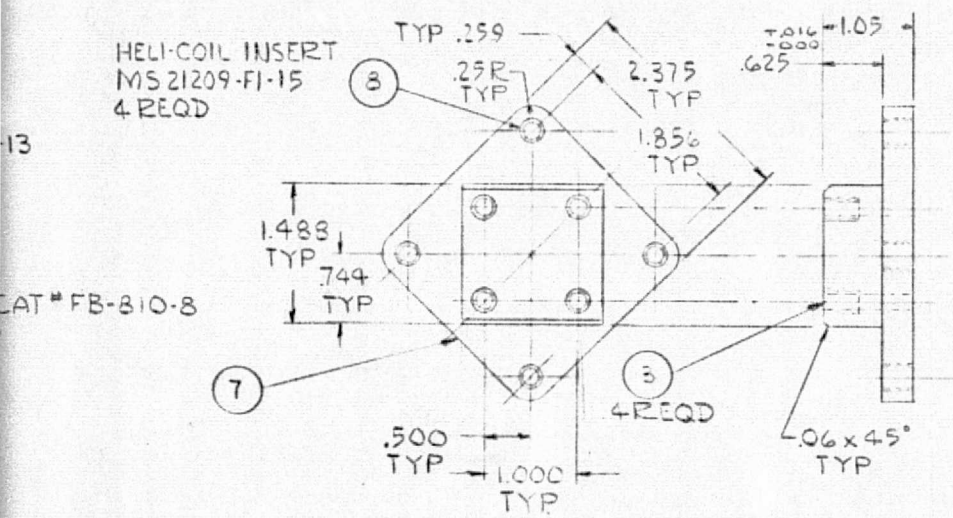 HELI-COIL INSERT
MS 21209-F1-15
4 REQD
8
-13
CAT# FB-810-8
7
TYP .259
.25R
TYP
2.375
TYP
1.856
TYP
1.488
TYP
.744
TYP
.500
TYP
1.000
TYP
3
4 REQD
+.016
-.000
.625
1.05
.06 x 45°
TYP